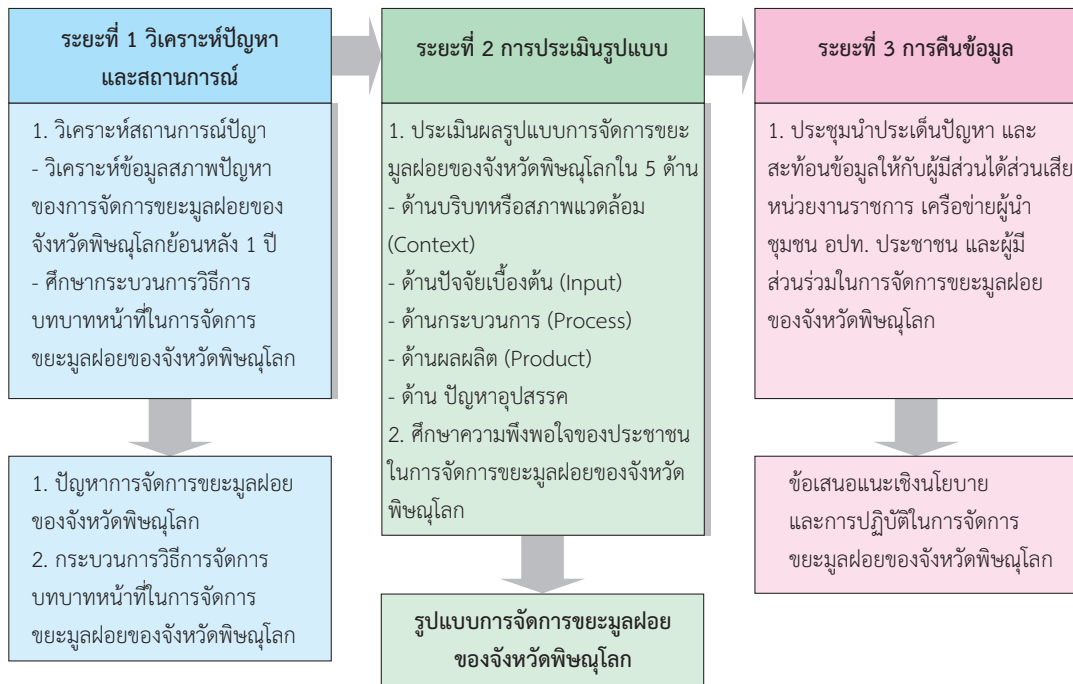 ระยะที่ 1 วิเคราะห์ปัญหา
และสถานการณ์
1. วิเคราะห์สถานการณ์ปัญา
- วิเคราะห์ข้อมูลสภาพปัญหา
ของการจัดการขยะมูลฝอยของ
จังหวัดพิษณุโลกย้อนหลัง 1 ปี
- ศึกษากระบวนการวิธีการ
บทบาทหน้าที่ในการจัดการ
ขยะมูลฝอยของจังหวัดพิษณุโลก
1. ปัญหาการจัดการขยะมูลฝอย
ของจังหวัดพิษณุโลก
2. กระบวนการวิธีการจัดการ
บทบาทหน้าที่ในการจัดการ
ขยะมูลฝอยของจังหวัดพิษณุโลก
ระยะที่ 2 การประเมินรูปแบบ
1. ประเมินผลรูปแบบการจัดการขยะ
มูลฝอยของจังหวัดพิษณุโลกใน 5 ด้าน
- ด้านบริบทหรือสภาพแวดล้อม
(Context)
- ด้านปัจจัยเบื้องต้น (Input)
- ด้านกระบวนการ (Process)
- ด้านผลผลิต (Product)
- ด้าน ปัญหาอุปสรรค
2. ศึกษาความพึงพอใจของประชาชน
ในการจัดการขยะมูลฝอยของจังหวัด
พิษณุโลก
รูปแบบการจัดการขยะมูลฝอย
ของจังหวัดพิษณุโลก
ระยะที่ 3 การคืนข้อมูล
1. ประชุมนำประเด็นปัญหา และ
สะท้อนข้อมูลให้กับผู้มีส่วนได้ส่วนเสีย
หน่วยงานราชการ เครือข่ายผู้นำ
ชุมชน อปท. ประชาชน และผู้มี
ส่วนร่วมในการจัดการขยะมูลฝอย
ของจังหวัดพิษณุโลก
ข้อเสนอแนะเชิงนโยบาย
และการปฏิบัติในการจัดการ
ขยะมูลฝอยของจังหวัดพิษณุโลก